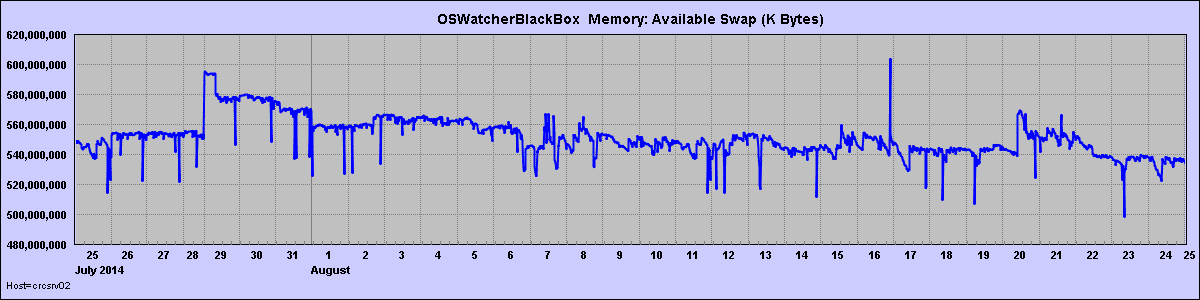 OSWatcherBlackBox Memory: Available Swap (K Bytes)
620,000,000
600,000,000
580,000,000
560,000,000
540,000,000
520,000,000
500,000,000
480,000,000
25 26 27 28 29 30 31 1 2 3 4 5 6 7 8 9 10 11 12 13 14 15 16 17 18 19 20 21 22 23 24 25
July 2014 August
Host=crcsrv02